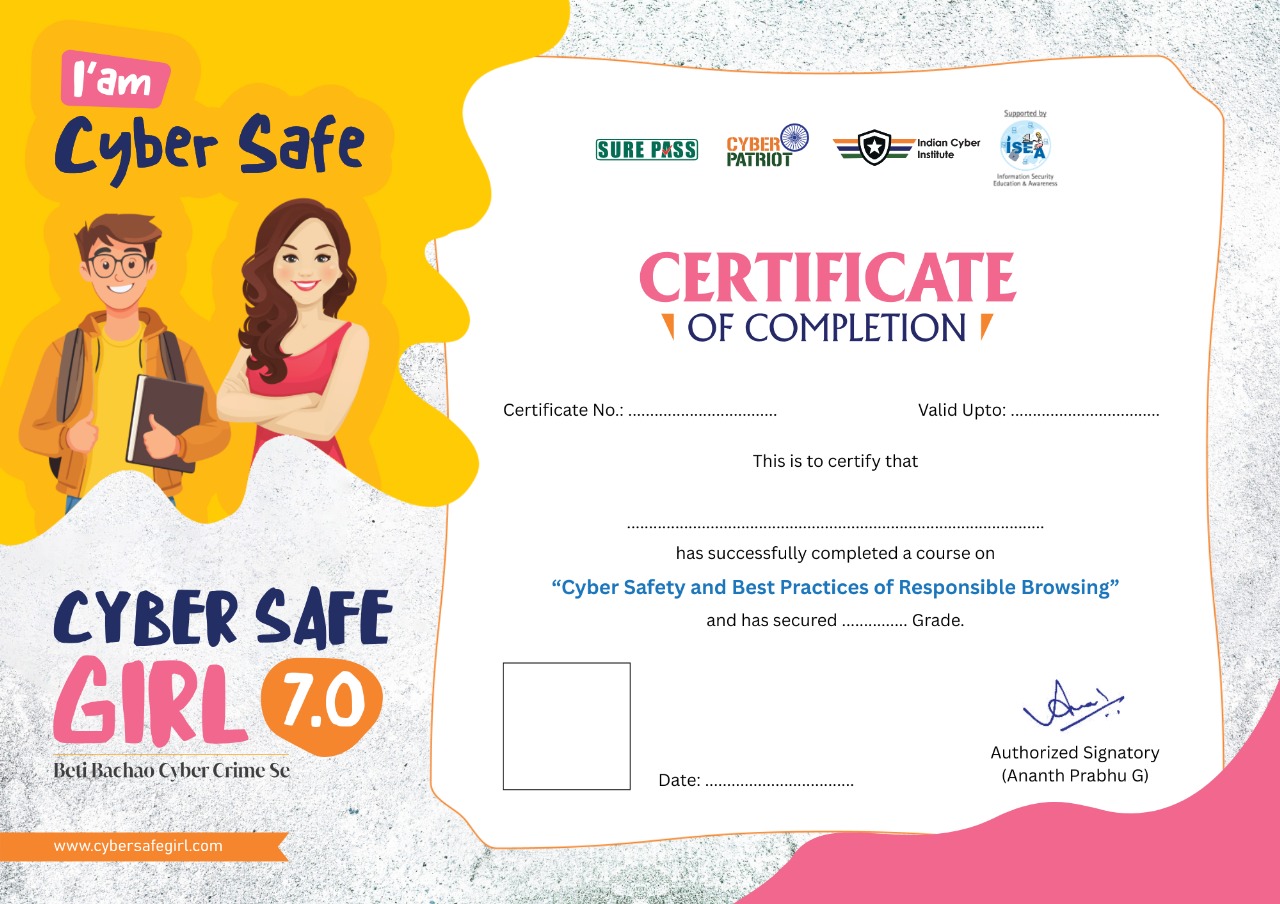 I'am
Cyber Safe
SURE PASS
CYBER
PATRIOT
Indian Cyber
Institute
Supported by
ISEA
Information Security
Education & Awareness
CERTIFICATE
OF COMPLETION
Certificate No.: ..................................
Valid Upto: ..................................
This is to certify that
................................................................................................
has successfully completed a course on
“Cyber Safety and Best Practices of Responsible Browsing”
and has secured ............... Grade.
CYBER SAFE
GIRL 7.0
Beti Bachao Cyber Crime Se
www.cybersafegirl.com
Date: ..................................
Authorized Signatory
(Ananth Prabhu G)